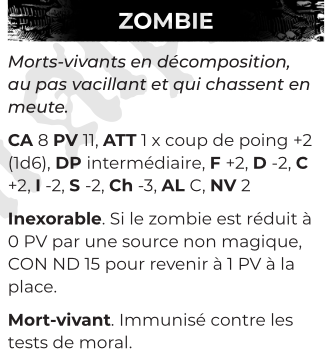 ZOMBIE
Morts-vivants en décomposition,
au pas vacillant et qui chassent en
meute.
CA 8 PV 11, ATT 1 x coup de poing +2
(1d6), DP intermédiaire, F +2, D -2, C
+2, I -2, S -2, Ch -3, AL C, NV 2
Inexorable. Si le zombie est réduit à
0 PV par une source non magique,
CON ND 15 pour revenir à 1 PV à la
place.
Mort-vivant. Immunisé contre les
tests de moral.